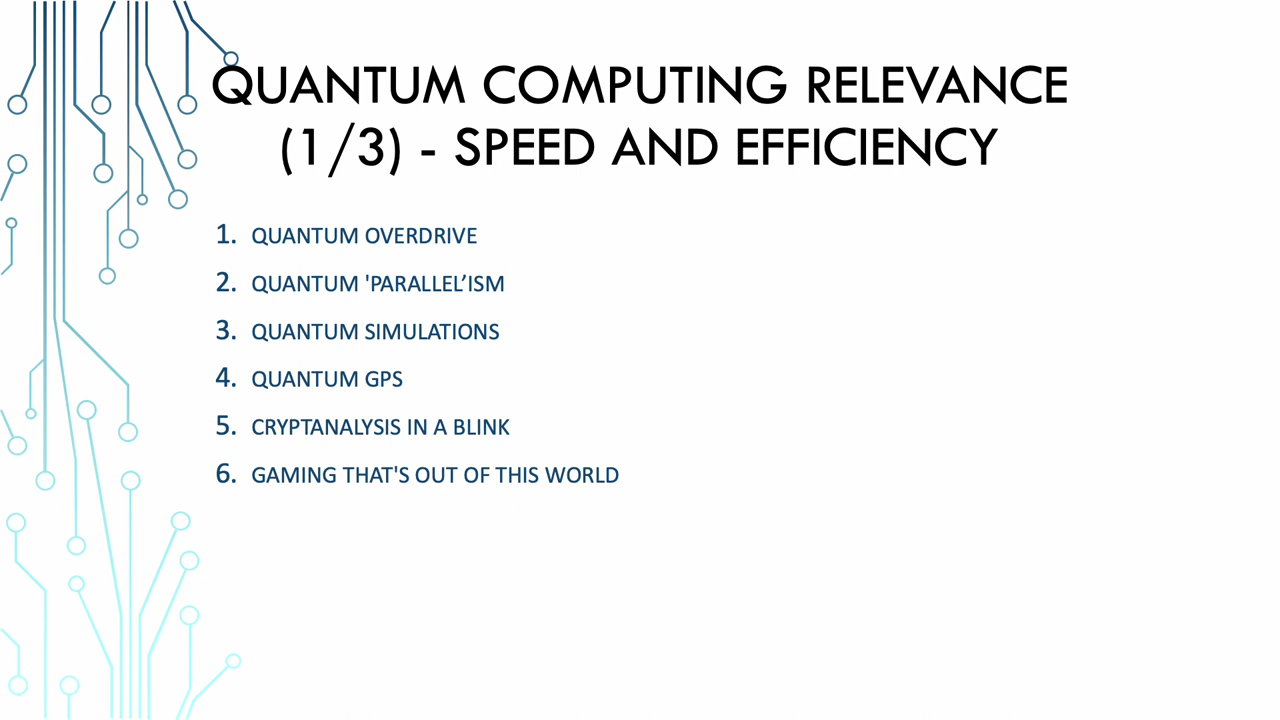 QUANTUM COMPUTING RELEVANCE
(1/3) - SPEED AND EFFICIENCY
1. QUANTUM OVERDRIVE
2. QUANTUM 'PARALLEL’ISM
3. QUANTUM SIMULATIONS
4. QUANTUM GPS
5. CRYPTANALYSIS IN A BLINK
6. GAMING THAT'S OUT OF THIS WORLD